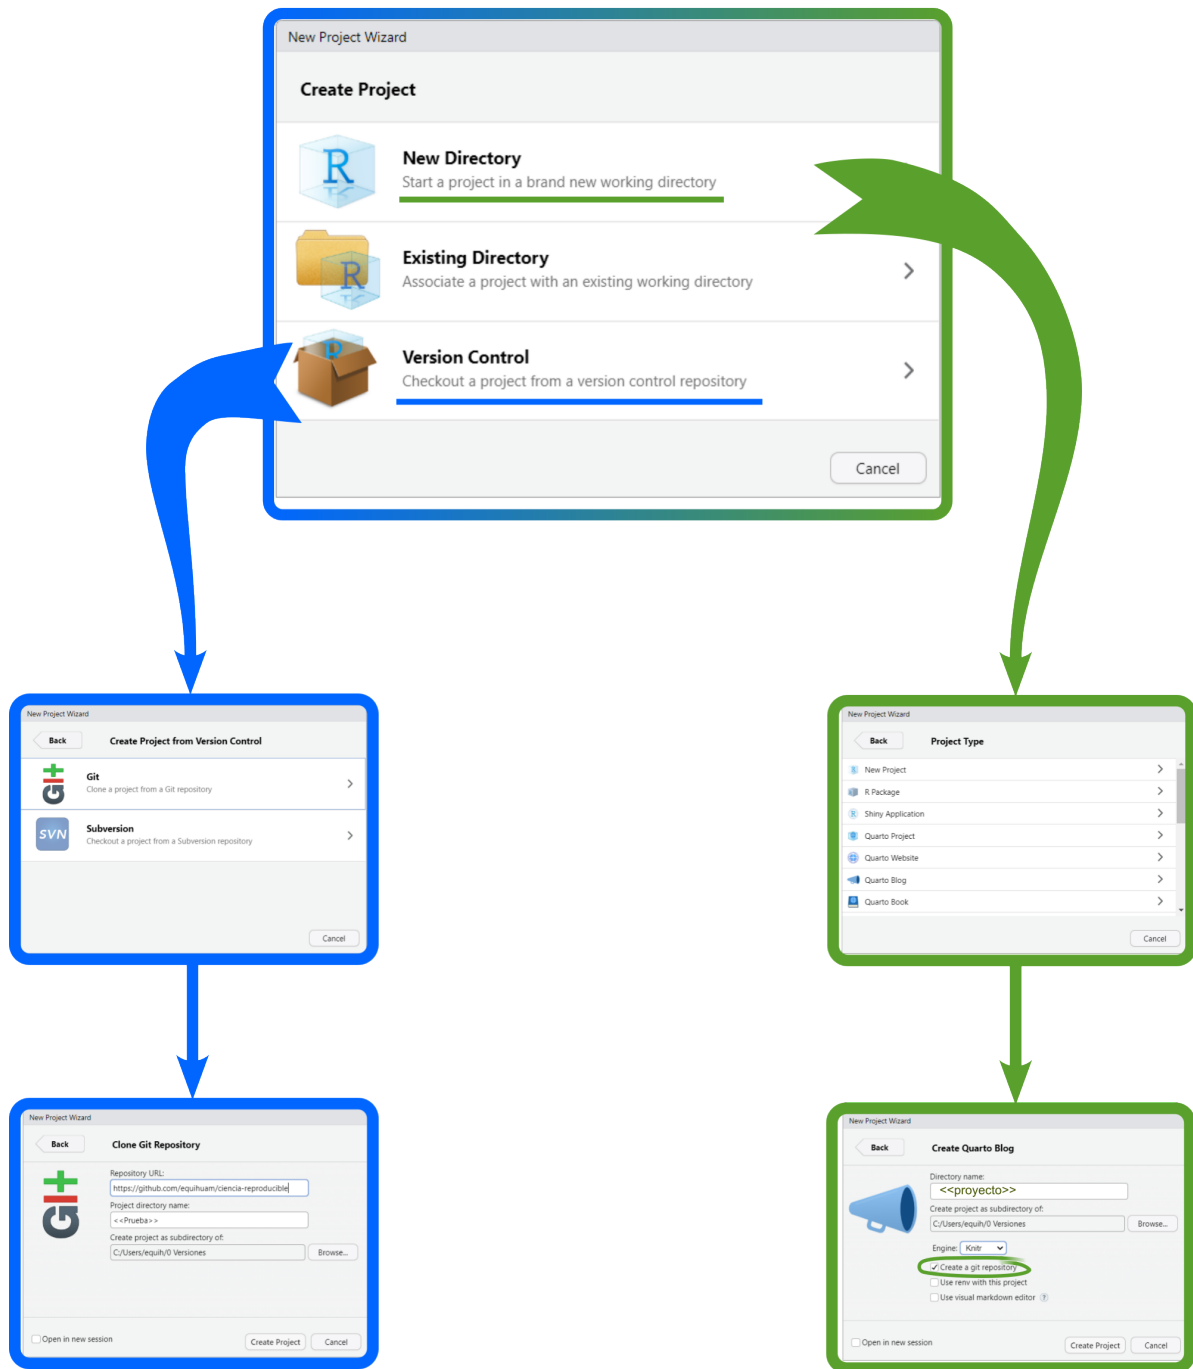 New Project Wizard
Create Project
R
New Directory
Start a project in a brand new working directory
R
Existing Directory
Associate a project with an existing working directory
R
Version Control
Checkout a project from a version control repository
Cancel
New Project Wizard
Back
Create Project from Version Control
Git
Git
Clone a project from a Git repository
SVN
Subversion
Checkout a project from a Subversion repository
Cancel
New Project Wizard
Back
Clone Git Repository
Git
Repository URL:
https://github.com/equihuam/ciencia-reproducible
Project directory name:
<<Prueba>>
Create project as subdirectory of:
C:/Users/equih/0 Versiones
Browse...
Open in new session
Create Project
Cancel
New Project Wizard
Back
Project Type
New Project
R Package
R
Shiny Application
Quarto Project
Quarto Website
Quarto Blog
Quarto Book
Cancel
New Project Wizard
Back
Create Quarto Blog
Directory name:
<<proyecto>>
Create project as subdirectory of:
C:/Users/equih/0 Versiones
Browse...
Engine: Knitr
Create a git repository
Use renv with this project
Use visual markdown editor ?
Open in new session
Create Project
Cancel